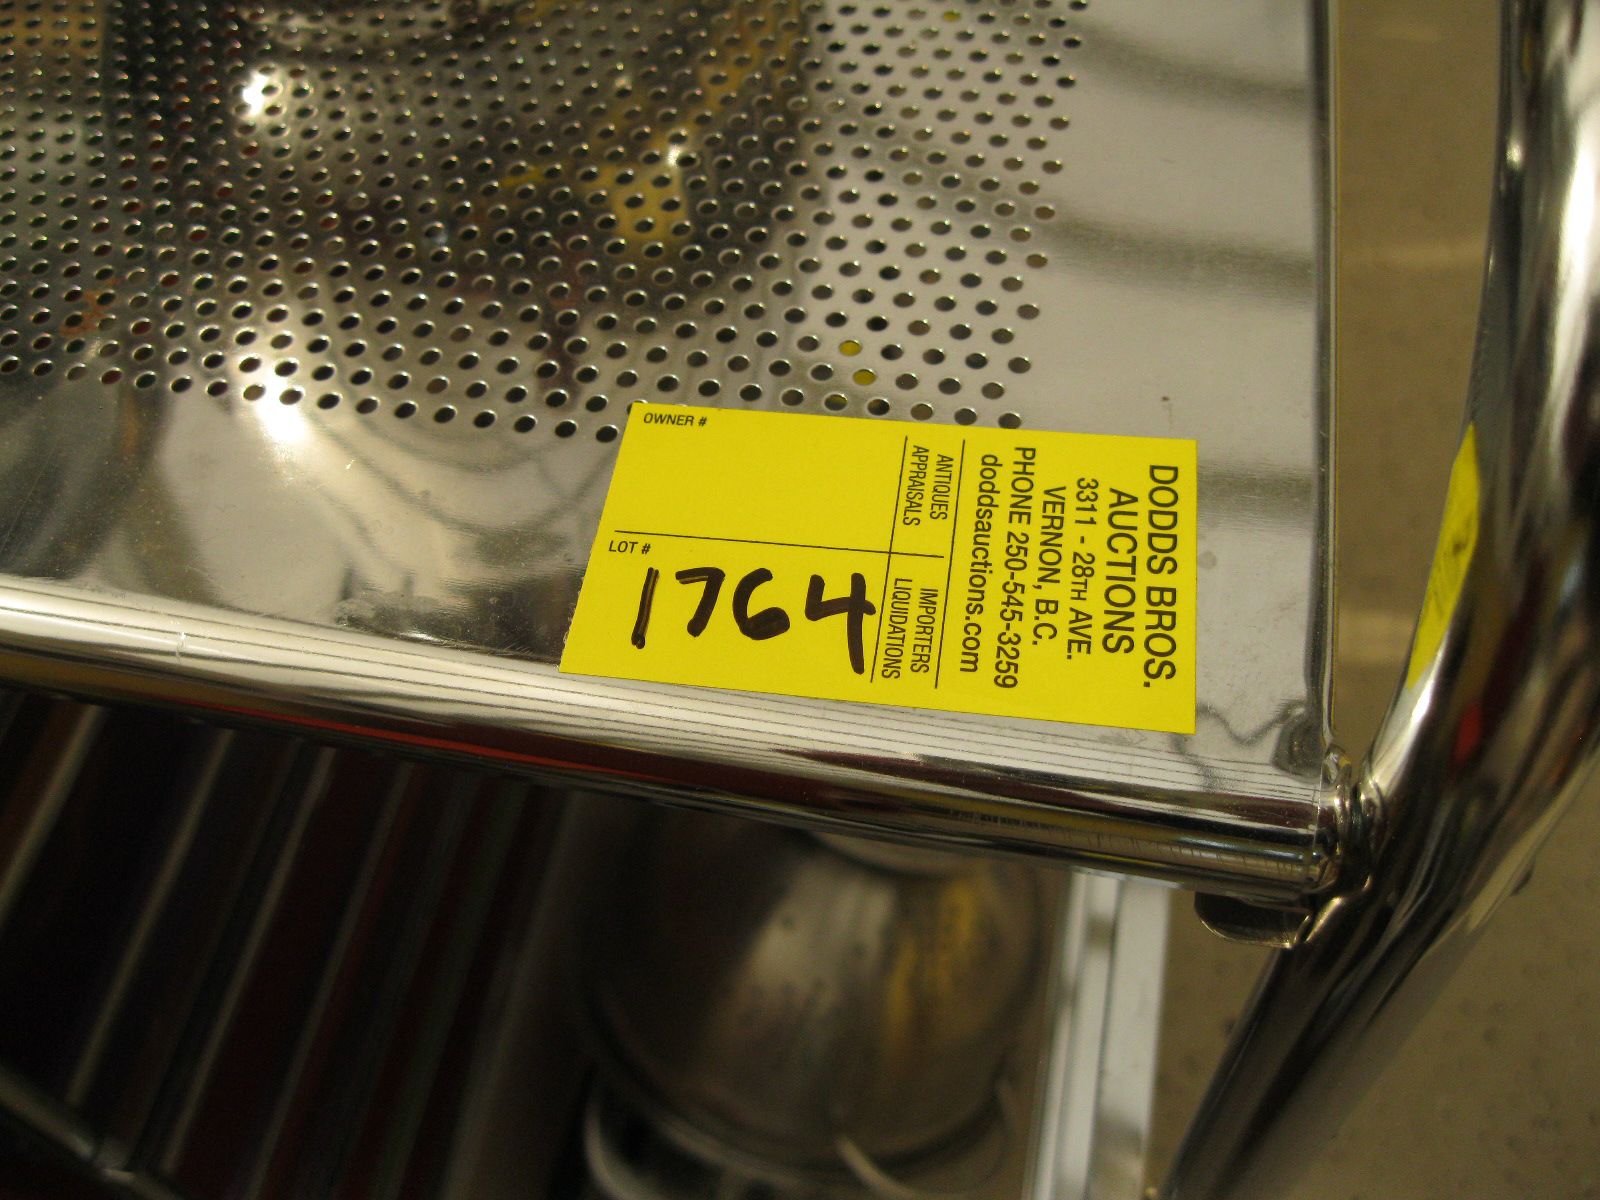 DODDS BROS.
AUCTIONS
3311 - 28TH AVE.
VERNON, B.C.
PHONE 250-545-3259
doddsauctions.com
ANTIQUES
APPRAISALS
IMPORTERS
LIQUIDATIONS
OWNER #
LOT #
1764